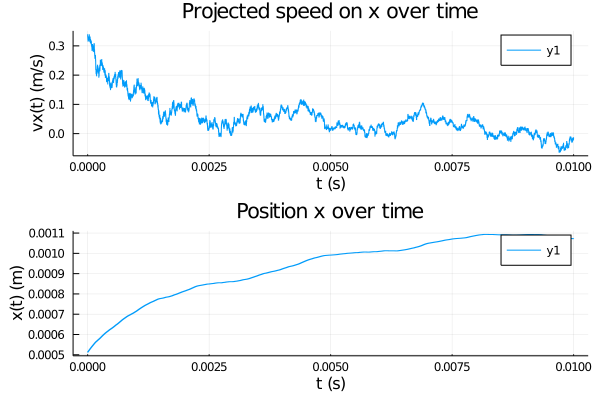 Projected speed on x over time
vx(t) (m/s)
0.3
0.2
0.1
0.0
y1
0.0000 0.0025 0.0050 0.0075 0.0100
t (s)
Position x over time
x(t) (m)
0.0011
0.0010
0.0009
0.0008
0.0007
0.0006
0.0005
y1
0.0000 0.0025 0.0050 0.0075 0.0100
t (s)